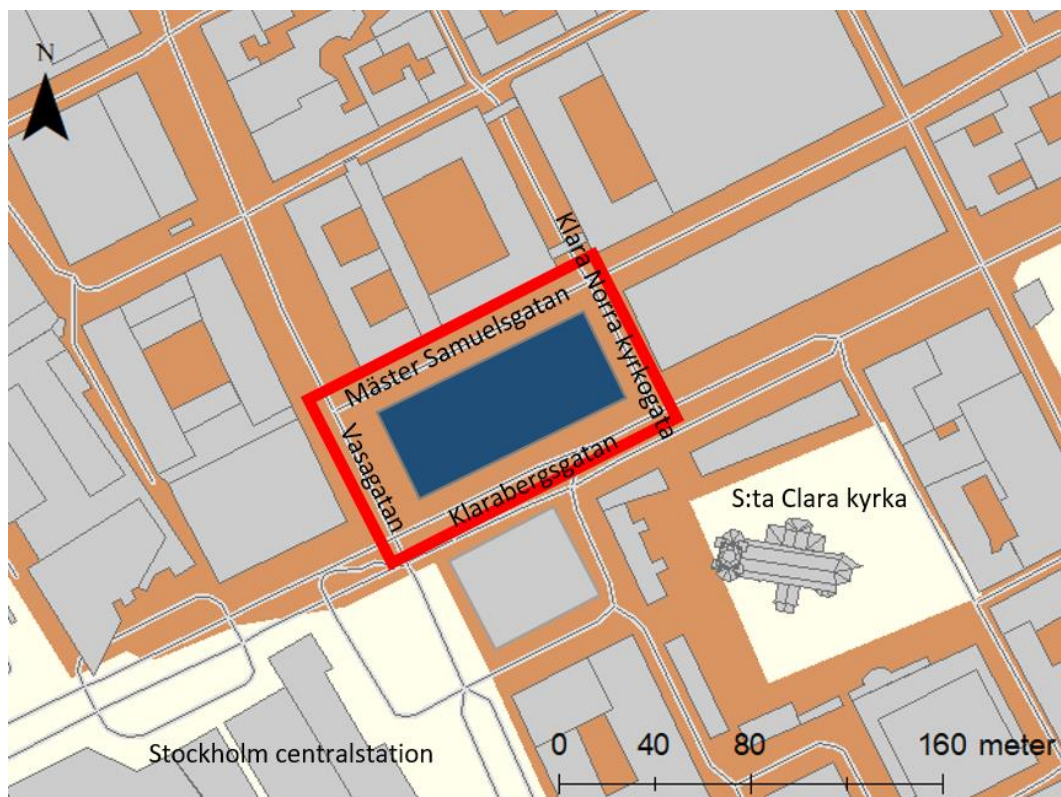 N
Klara Norra kyrkogata
Mäster Samuelsgatan
Vasagatan
Klarabergsgatan
S:ta Clara kyrka
Stockholm centralstation
0 40 80 160 meter